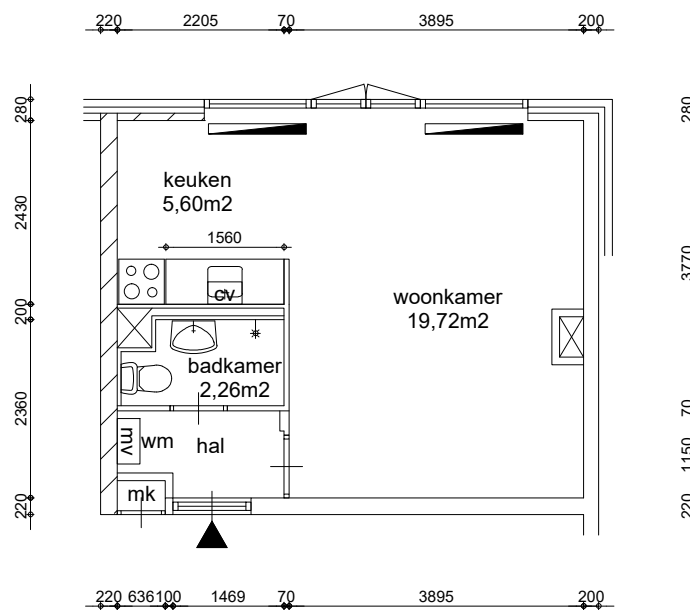 220 2205 70 3895 200
280
280
keuken
5,60m2
2430
1560
3770
cv
woonkamer
19,72m2
200
badkamer
2,26m2
2360
70
mv
wm
hal
1150
mk
220
220
220 636 100 1469 70 3895 200